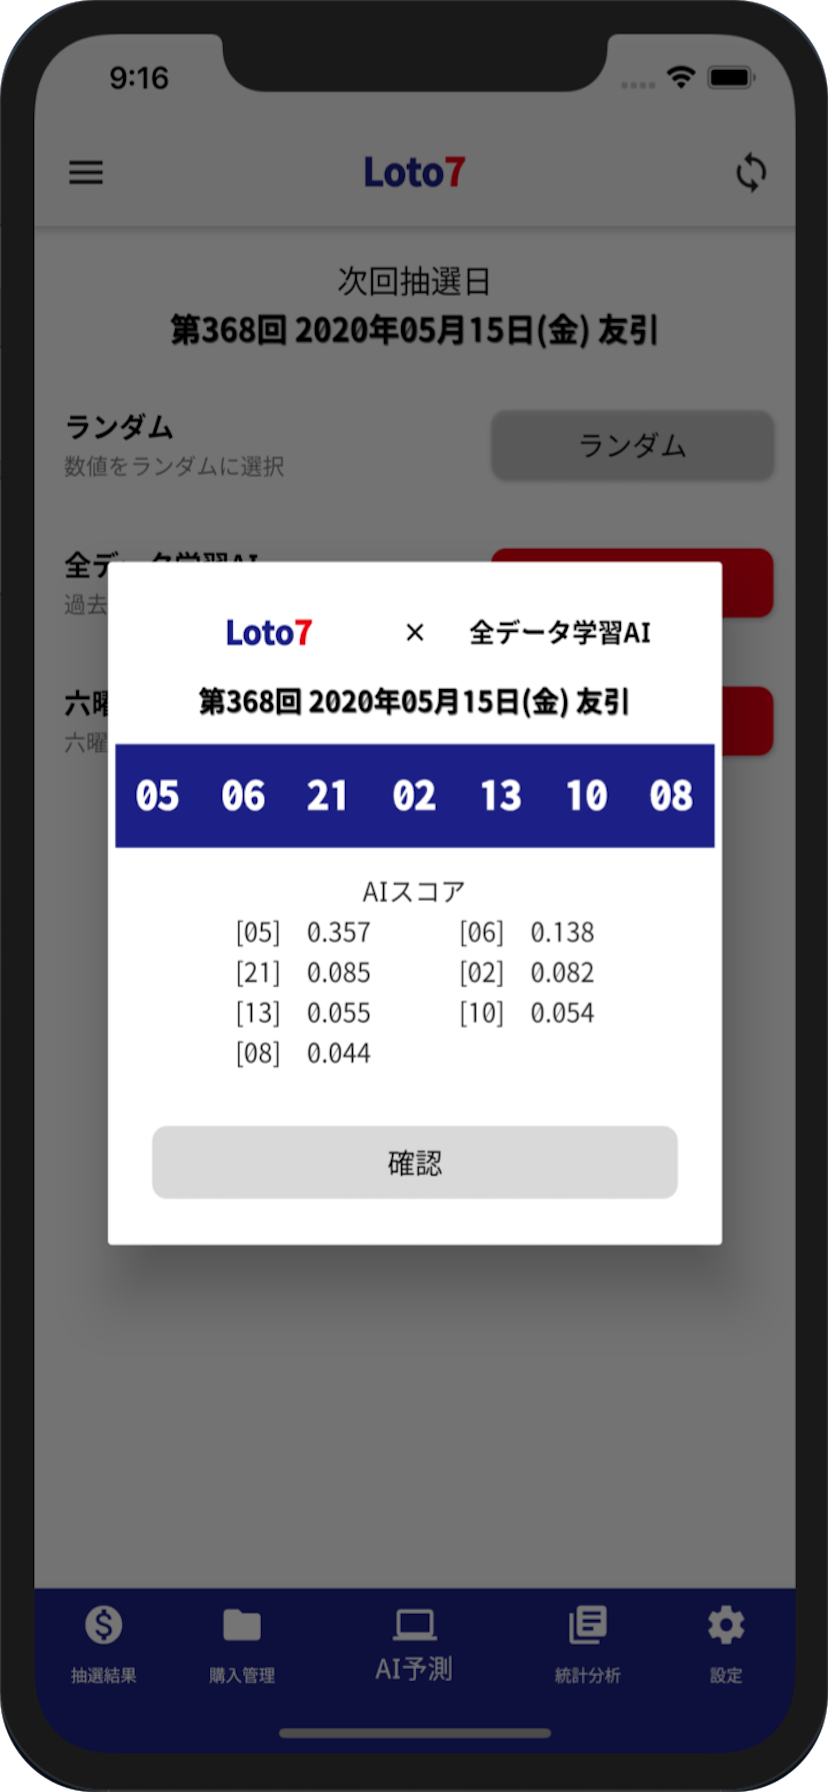 9:16
Loto7
次回抽選日
第368回 2020年05月15日(金) 友引
ランダム
数値をランダムに選択
ランダム
過去
六曜
六曜
Loto7 × 全データ学習AI
第368回 2020年05月15日(金) 友引
05 06 21 02 13 10 08
AIスコア
[05] 0.357 [06] 0.138
[21] 0.085 [02] 0.082
[13] 0.055 [10] 0.054
[08] 0.044
確認
抽選結果 購入管理 AI予測 統計分析 設定